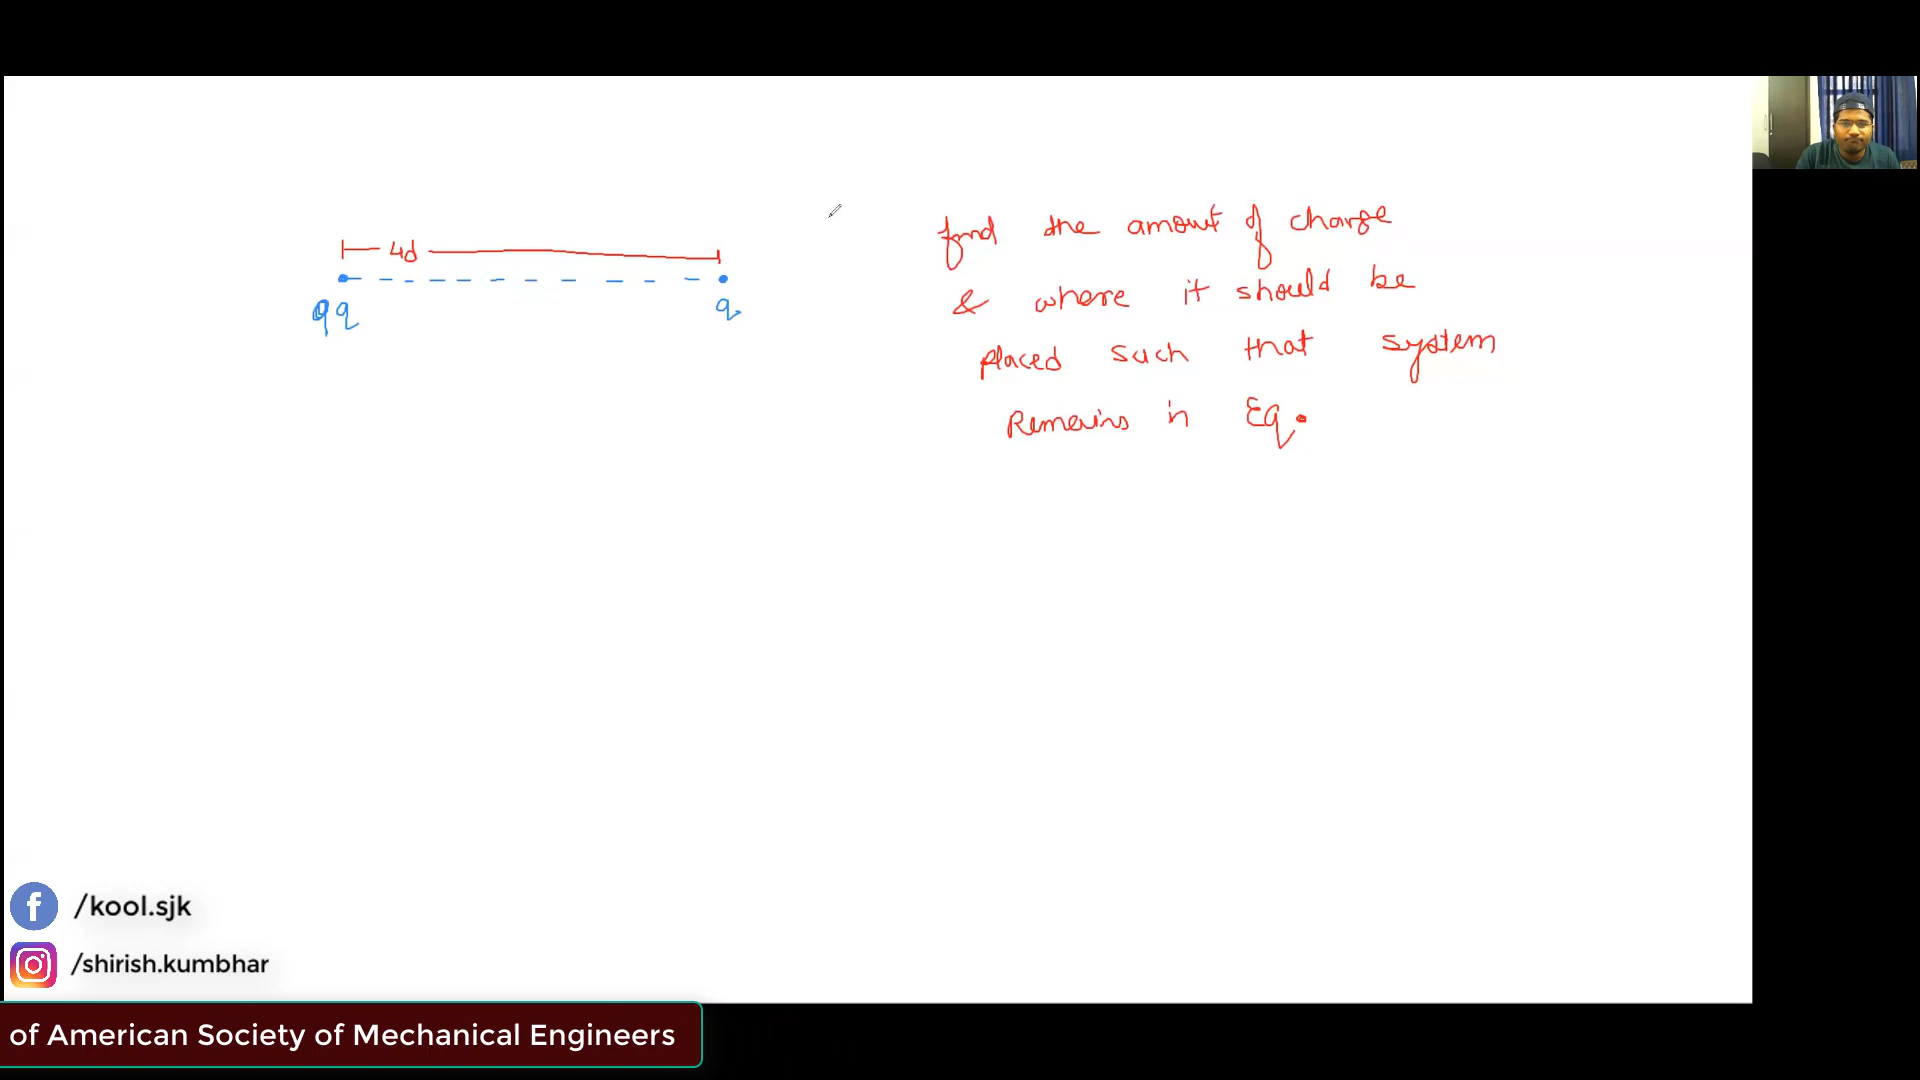 4d
9q
q
find the amout of charge
& where it should be
placed such that system
Remains in Eq.
/kool.sjk
/shirish.kumbhar
of American Society of Mechanical Engineers